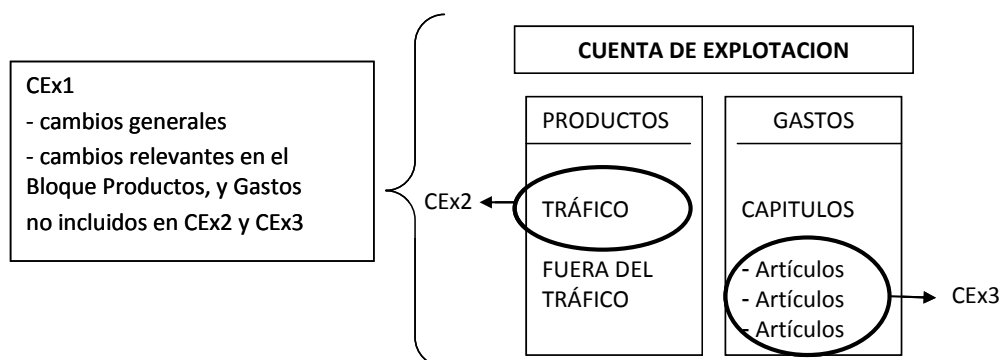 CEx1
- cambios generales
- cambios relevantes en el
Bloque Productos, y Gastos
no incluidos en CEx2 y CEx3
CUENTA DE EXPLOTACION
PRODUCTOS
GASTOS
CEx2
TRÁFICO
CAPITULOS
FUERA DEL
TRÁFICO
- Artículos
- Artículos
- Artículos
CEx3